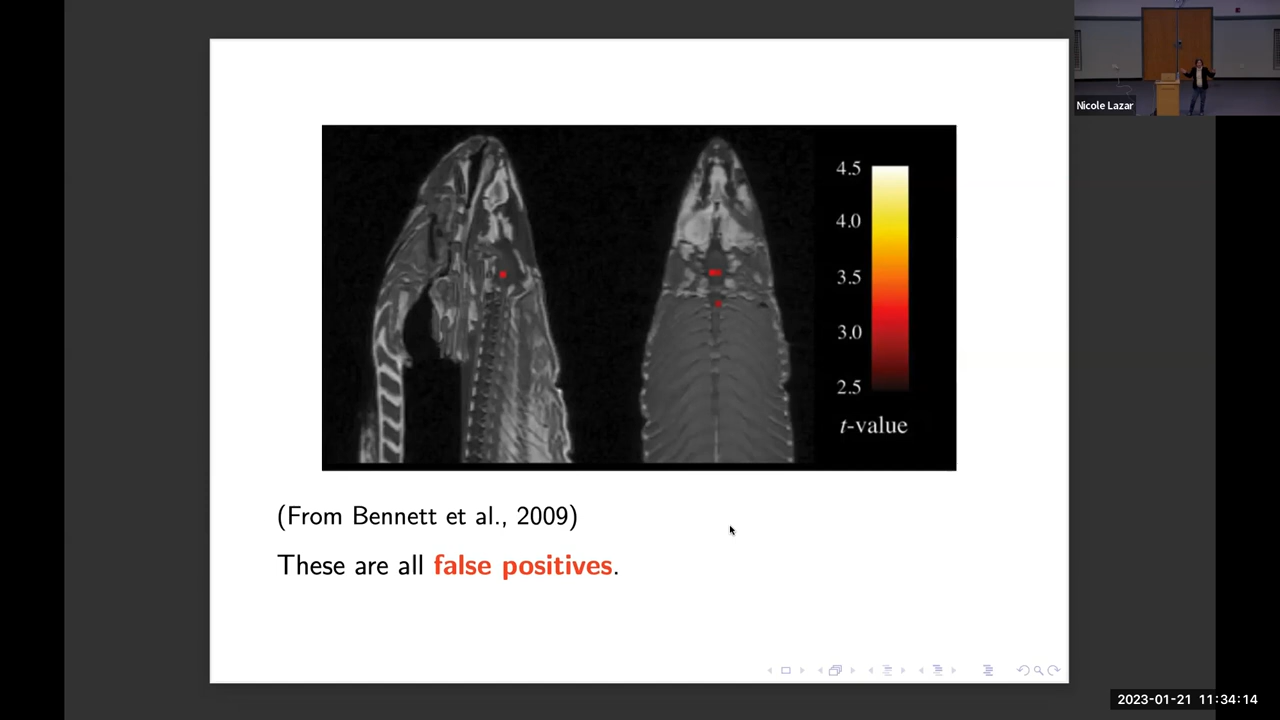 Nicole Lazar
4.5
4.0
3.5
3.0
2.5
t-value
(From Bennett et al., 2009)
These are all false positives.
2023-01-21 11:34:14